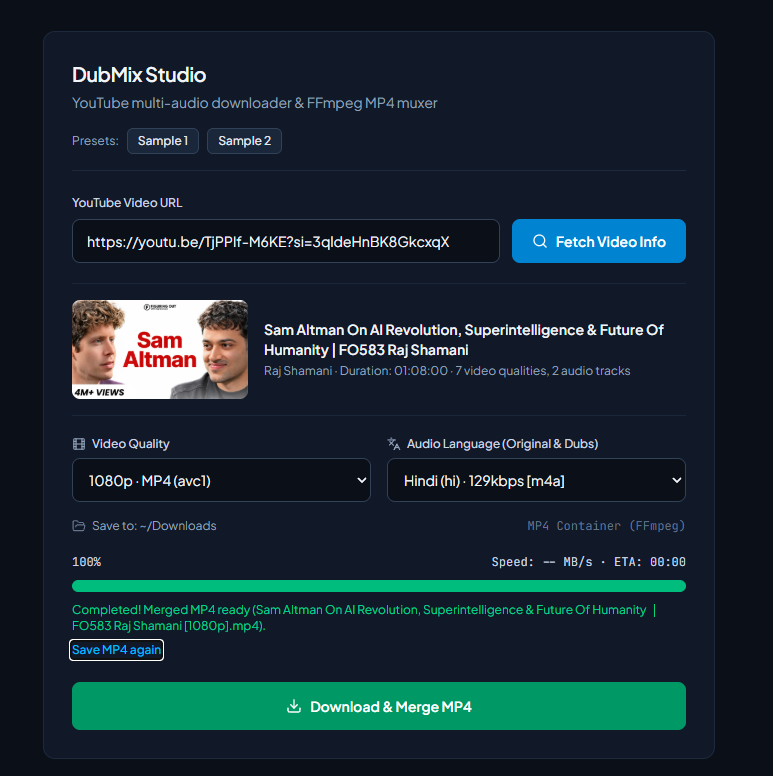 DubMix Studio
YouTube multi-audio downloader & FFmpeg MP4 muxer
Presets: Sample 1 Sample 2
YouTube Video URL
https://youtu.be/TjPPIf-M6KE?si=3qldeHnBK8GkcxqX Fetch Video Info
FIGURING OUT
Sam
Altman
4M+ VIEWS
Sam Altman On AI Revolution, Superintelligence & Future Of
Humanity | FO583 Raj Shamani
Raj Shamani · Duration: 01:08:00 · 7 video qualities, 2 audio tracks
Video Quality
1080p · MP4 (avc1)
Audio Language (Original & Dubs)
Hindi (hi) · 129kbps [m4a]
Save to: ~/Downloads MP4 Container (FFmpeg)
100% Speed: -- MB/s · ETA: 00:00
Completed! Merged MP4 ready (Sam Altman On AI Revolution, Superintelligence & Future Of Humanity |
FO583 Raj Shamani [1080p].mp4).
Save MP4 again
Download & Merge MP4